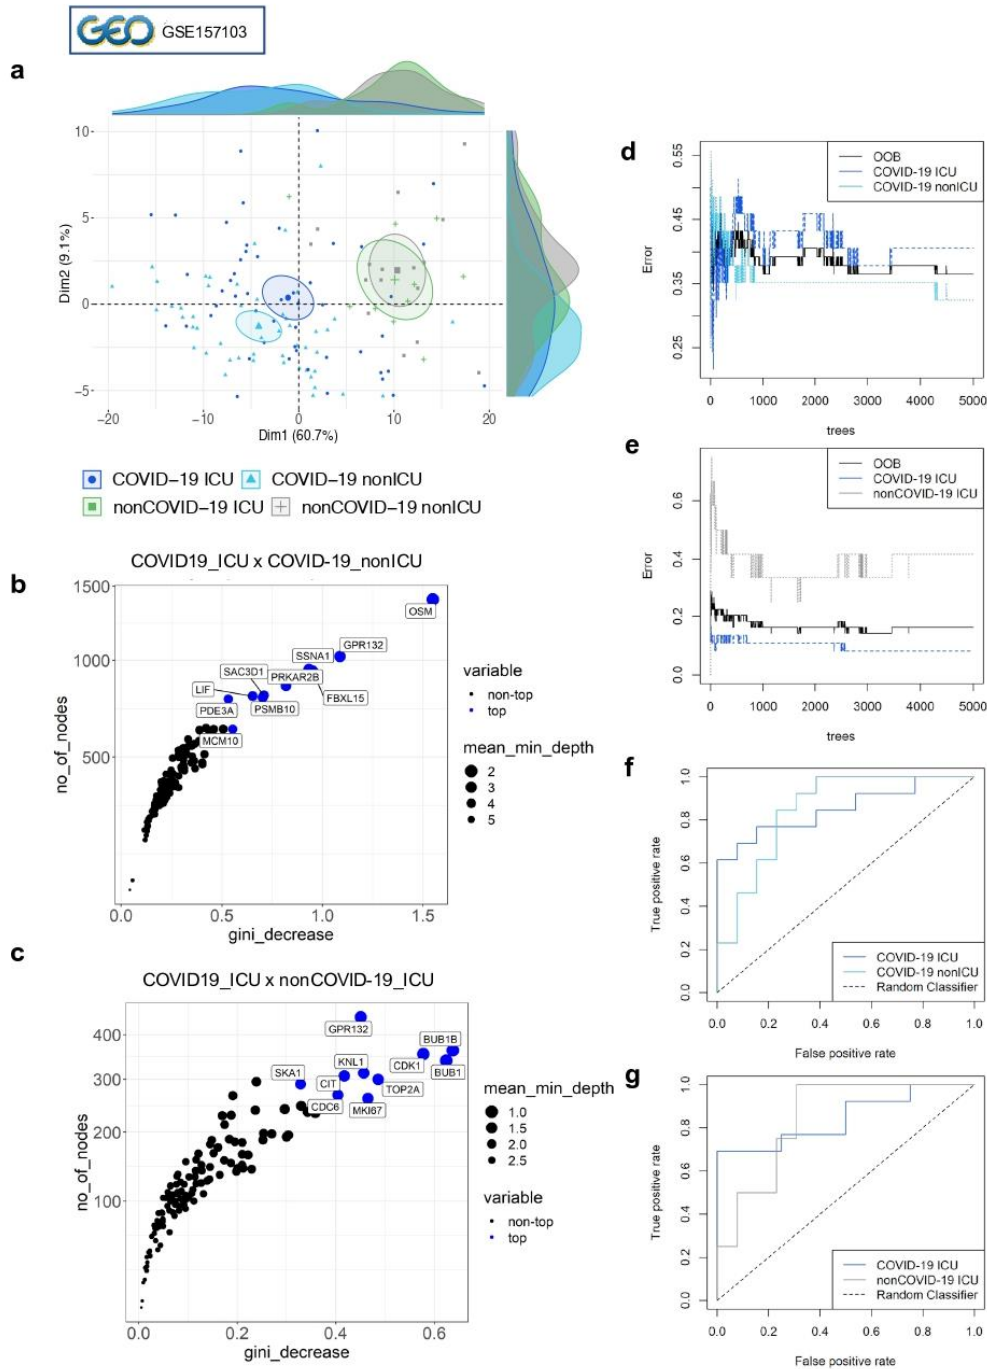 GEO GSE157103
a
10
5
0
−5
Dim2 (9.1%)
−20 −10 0 10 20
Dim1 (60.7%)
COVID−19 ICU COVID−19 nonICU
nonCOVID−19 ICU nonCOVID−19 nonICU
b
COVID19_ICU x COVID-19_nonICU
1500
1000
500
no_of_nodes
OSM
GPR132
SSNA1
SAC3D1
PRKAR2B
LIF
FBXL15
PDE3A
PSMB10
MCM10
0.0 0.5 1.0 1.5
gini_decrease
variable
non-top
top
mean_min_depth
2
3
4
5
c
COVID19_ICU x nonCOVID-19_ICU
400
300
200
100
no_of_nodes
GPR132
BUB1B
KNL1
CDK1
BUB1
SKA1
CIT
TOP2A
CDC6
MKI67
0.0 0.2 0.4 0.6
gini_decrease
mean_min_depth
1.0
1.5
2.0
2.5
variable
non-top
top
d
0.55
0.45
0.35
0.25
Error
OOB
COVID-19 ICU
COVID-19 nonICU
0 1000 2000 3000 4000 5000
trees
e
0.6
0.4
0.2
0.0
Error
OOB
COVID-19 ICU
nonCOVID-19 ICU
0 1000 2000 3000 4000 5000
trees
f
1.0
0.8
0.6
0.4
0.2
0.0
True positive rate
COVID-19 ICU
COVID-19 nonICU
Random Classifier
0.0 0.2 0.4 0.6 0.8 1.0
False positive rate
g
1.0
0.8
0.6
0.4
0.2
0.0
True positive rate
COVID-19 ICU
nonCOVID-19 ICU
Random Classifier
0.0 0.2 0.4 0.6 0.8 1.0
False positive rate